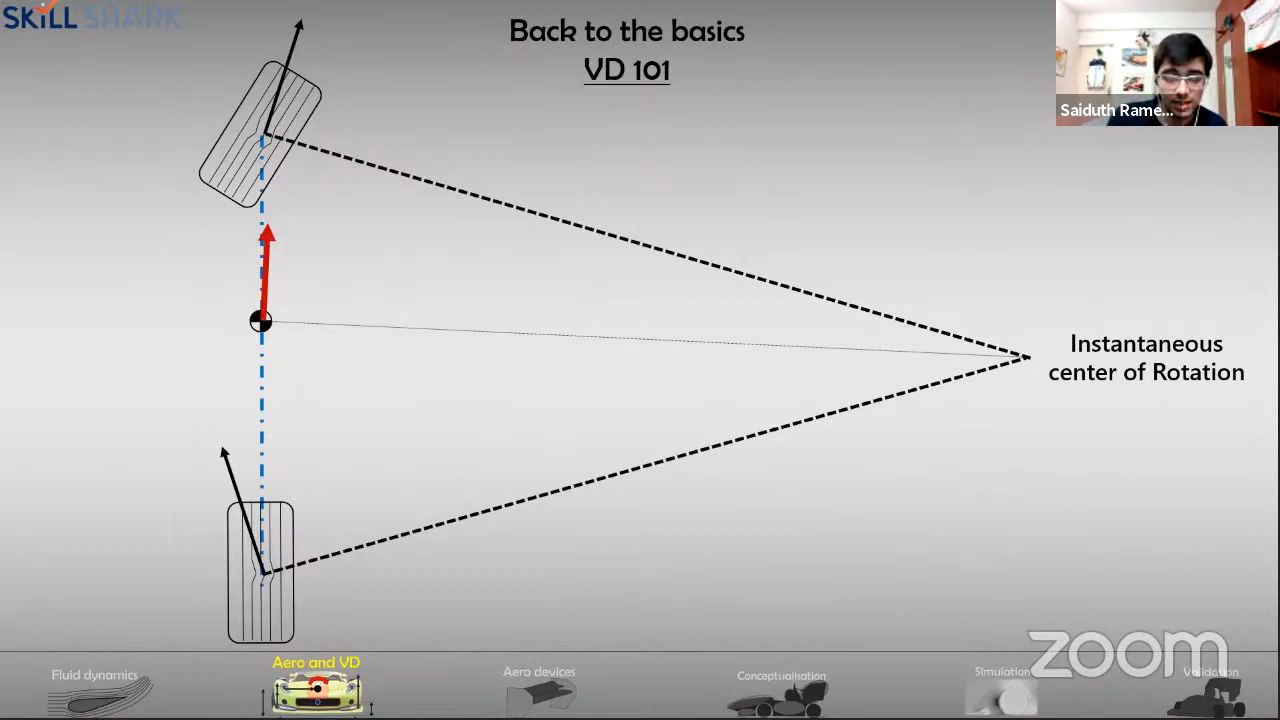 SKILL SHARK
Back to the basics
VD 101
Saiduth Rame...
Instantaneous
center of Rotation
zoom
Fluid dynamics
Aero and VD
Aero devices
Conceptualisation
Simulation
Validation